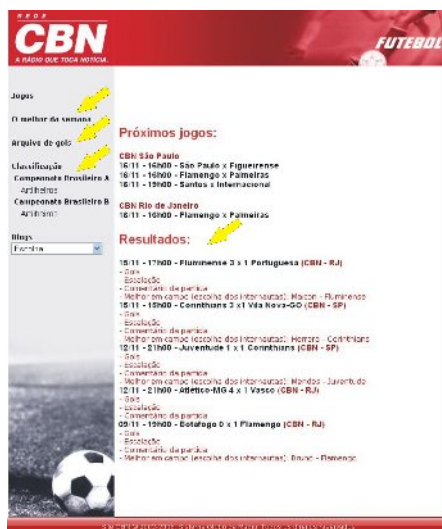 REDE
CBN
A RÁDIO QUE TOCA NOTÍCIA.
FUTEBOL
Jogos
O melhor da semana
Arquivo de gols
Classificação
Campeonato Brasileiro A
Artilheiros
Campeonato Brasileiro B
Artilheiros
Blogs
Escolha
Próximos jogos:
CBN São Paulo
16/11 - 16h00 - São Paulo x Figueirense
16/11 - 16h00 - Flamengo x Palmeiras
16/11 - 19h00 - Santos x Internacional
CBN Rio de Janeiro
16/11 - 16h00 - Flamengo x Palmeiras
Resultados:
15/11 - 17h00 - Fluminense 3 x 1 Portuguesa (CBN - RJ)
- Gols
- Escalação
- Comentário da partida
- Melhor em campo (escolha dos internautas): Maicon - Fluminense
15/11 - 15h00 - Corinthians 3 x1 Vila Nova-GO (CBN - SP)
- Gols
- Escalação
- Comentário da partida
- Melhor em campo (escolha dos internautas): Herrera - Corinthians
12/11 - 21h00 - Juventude 1 x 1 Corinthians (CBN - SP)
- Gols
- Escalação
- Comentário da partida
- Melhor em campo (escolha dos internautas): Mendes - Juventude
12/11 - 21h00 - Atlético-MG 4 x 1 Vasco (CBN - RJ)
- Gols
- Escalação
- Comentário da partida
09/11 - 19h00 - Botafogo 0 x 1 Flamengo (CBN - RJ)
- Gols
- Escalação
- Comentário da partida
- Melhor em campo (escolha dos internautas): Bruno - Flamengo